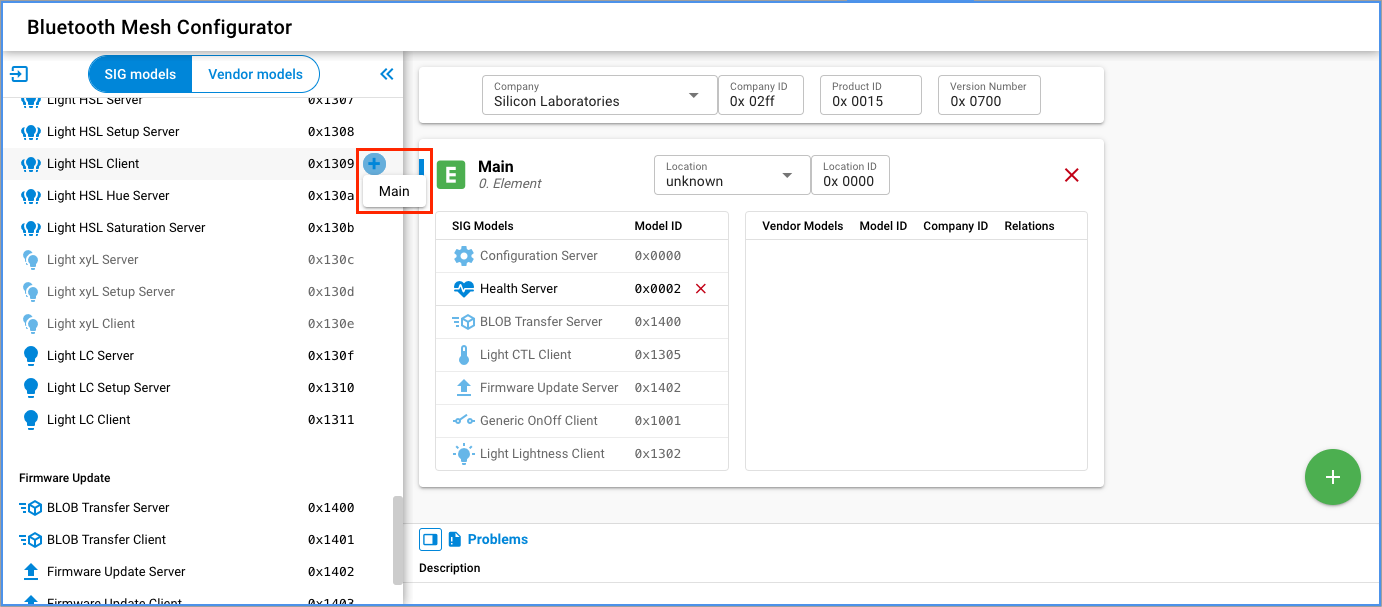 Bluetooth Mesh Configurator
SIG models
Vendor models
Light HSL Server 0x1307
Light HSL Setup Server 0x1308
Light HSL Client 0x1309
Main
Light HSL Hue Server 0x130a
Light HSL Saturation Server 0x130b
Light xyL Server 0x130c
Light xyL Setup Server 0x130d
Light xyL Client 0x130e
Light LC Server 0x130f
Light LC Setup Server 0x1310
Light LC Client 0x1311
Firmware Update
BLOB Transfer Server 0x1400
BLOB Transfer Client 0x1401
Firmware Update Server 0x1402
Firmware Update Client 0x1403
Company
Silicon Laboratories
Company ID
0x 02ff
Product ID
0x 0015
Version Number
0x 0700
E
Main
0. Element
Location
unknown
Location ID
0x 0000
SIG Models Model ID
Configuration Server 0x0000
Health Server 0x0002
BLOB Transfer Server 0x1400
Light CTL Client 0x1305
Firmware Update Server 0x1402
Generic OnOff Client 0x1001
Light Lightness Client 0x1302
Vendor Models Model ID Company ID Relations
Problems
Description